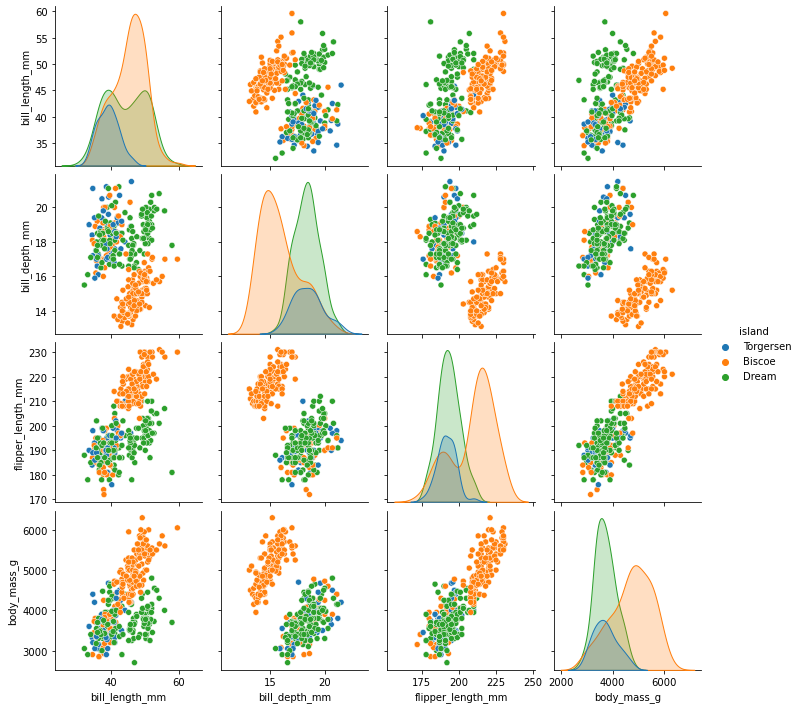 bill_length_mm
60
55
50
45
40
35
bill_depth_mm
20
18
16
14
flipper_length_mm
230
220
210
200
190
180
170
body_mass_g
6000
5000
4000
3000
40 60
bill_length_mm
15 20
bill_depth_mm
175 200 225 250
flipper_length_mm
2000 4000 6000
body_mass_g
island
Torgersen
Biscoe
Dream